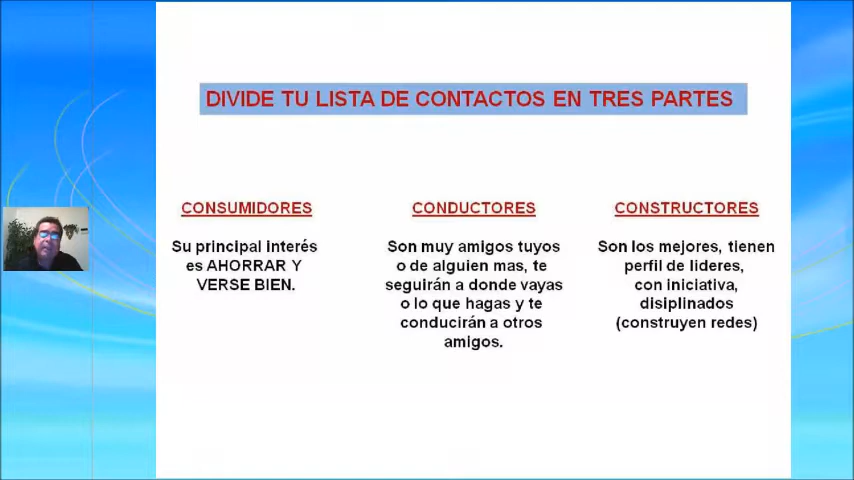 DIVIDE TU LISTA DE CONTACTOS EN TRES PARTES
CONSUMIDORES
Su principal interés
es AHORRAR Y
VERSE BIEN.
CONDUCTORES
Son muy amigos tuyos
o de alguien mas, te
seguirán a donde vayas
o lo que hagas y te
conducirán a otros
amigos.
CONSTRUCTORES
Son los mejores, tienen
perfil de lideres,
con iniciativa,
disiplinados
(construyen redes)